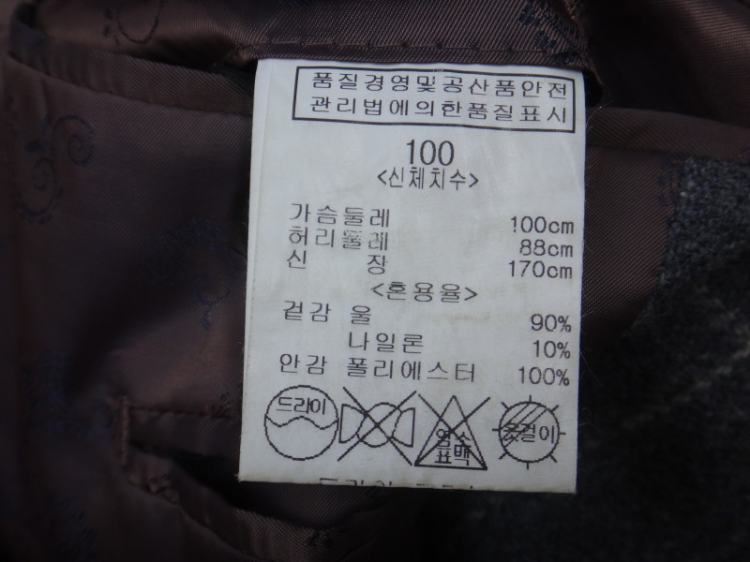 품질경영및공산품안전
관리법에의한품질표시
100
<신체치수>
가슴둘레 100cm
허리둘레 88cm
신 장 170cm
<혼용율>
겉감 울 90%
나일론 10%
안감 폴리에스터 100%
드라이
염소
표백
옷걸이